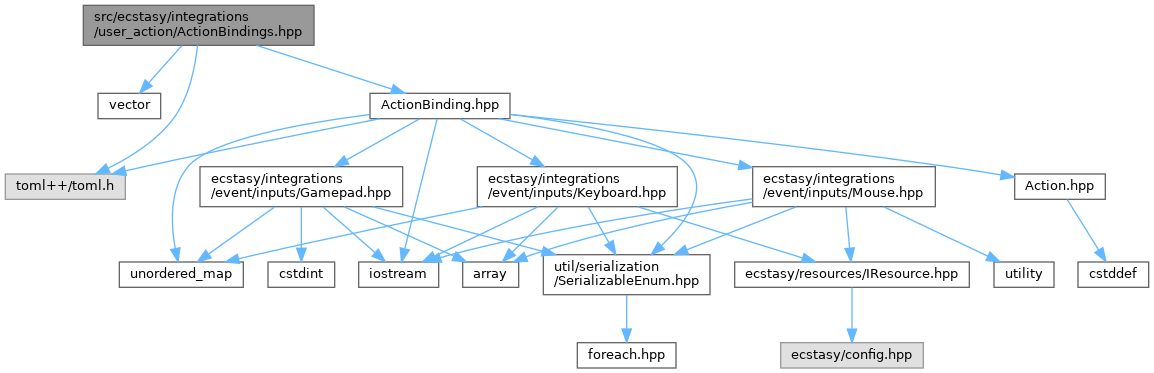 src/ecstasy/integrations
/user_action/ActionBindings.hpp
vector
ActionBinding.hpp
toml++/toml.h
ecstasy/integrations
/event/inputs/Gamepad.hpp
ecstasy/integrations
/event/inputs/Keyboard.hpp
ecstasy/integrations
/event/inputs/Mouse.hpp
Action.hpp
unordered_map
cstdint
iostream
array
util/serialization
/SerializableEnum.hpp
ecstasy/resources/IResource.hpp
utility
cstddef
foreach.hpp
ecstasy/config.hpp